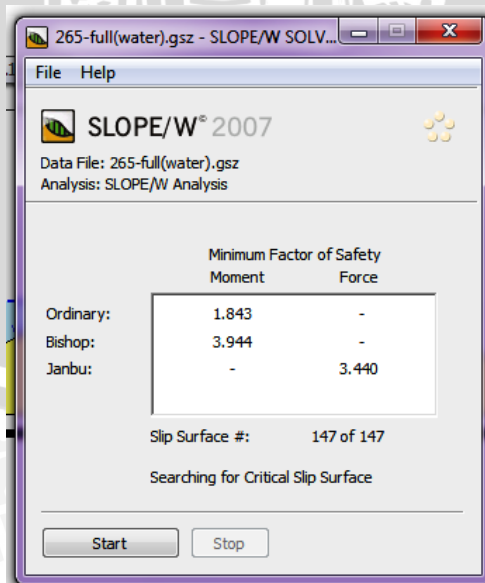 265-full(water).gsz - SLOPE/W SOLV...
File Help
SLOPE/W© 2007
Data File: 265-full(water).gsz
Analysis: SLOPE/W Analysis
Minimum Factor of Safety
Moment Force
Ordinary: 1.843 -
Bishop: 3.944 -
Janbu: - 3.440
Slip Surface #: 147 of 147
Searching for Critical Slip Surface
Start Stop